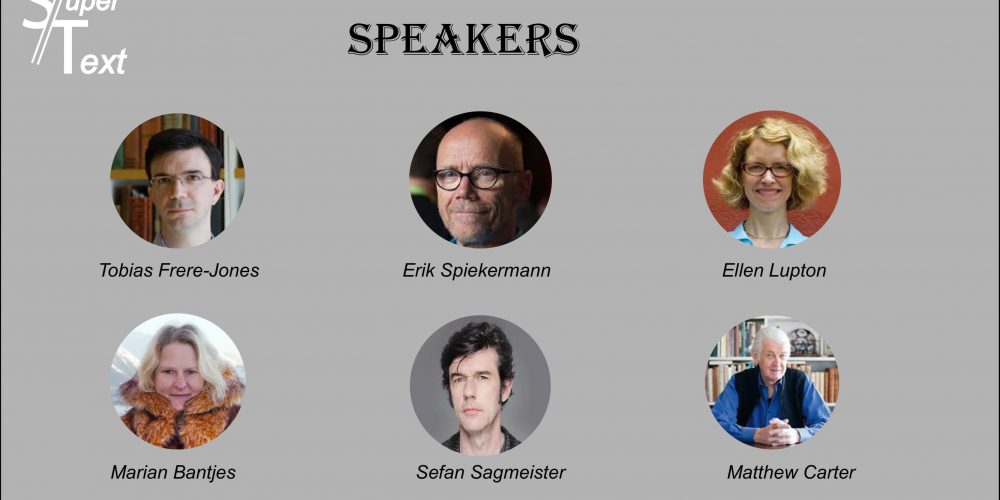 Super
Text
SPEAKERS
Tobias Frere-Jones
Erik Spiekermann
Ellen Lupton
Marian Bantjes
Sefan Sagmeister
Matthew Carter